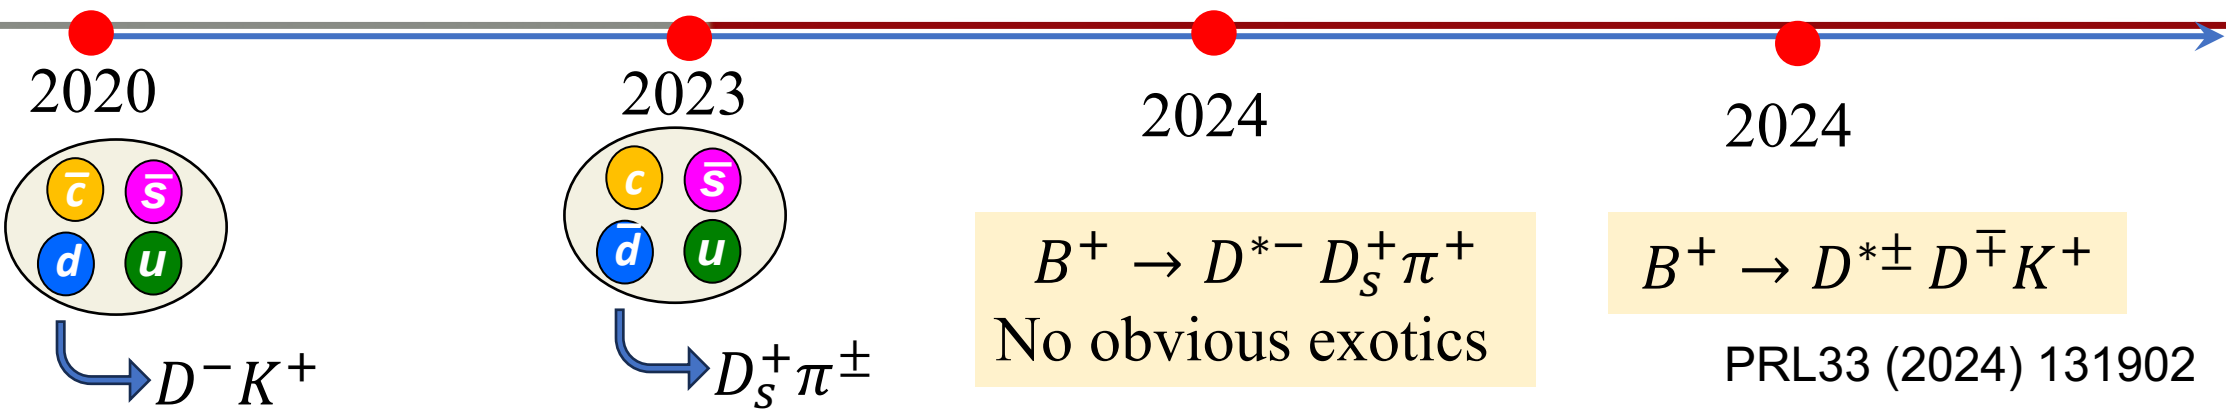 2020
2023
2024
2024
c̄ s̄
d u
c s̄
d̄ u
D⁻K⁺
Dₛ⁺π±
B⁺ → D*⁻ Dₛ⁺π⁺
No obvious exotics
B⁺ → D*± D∓K⁺
PRL33 (2024) 131902